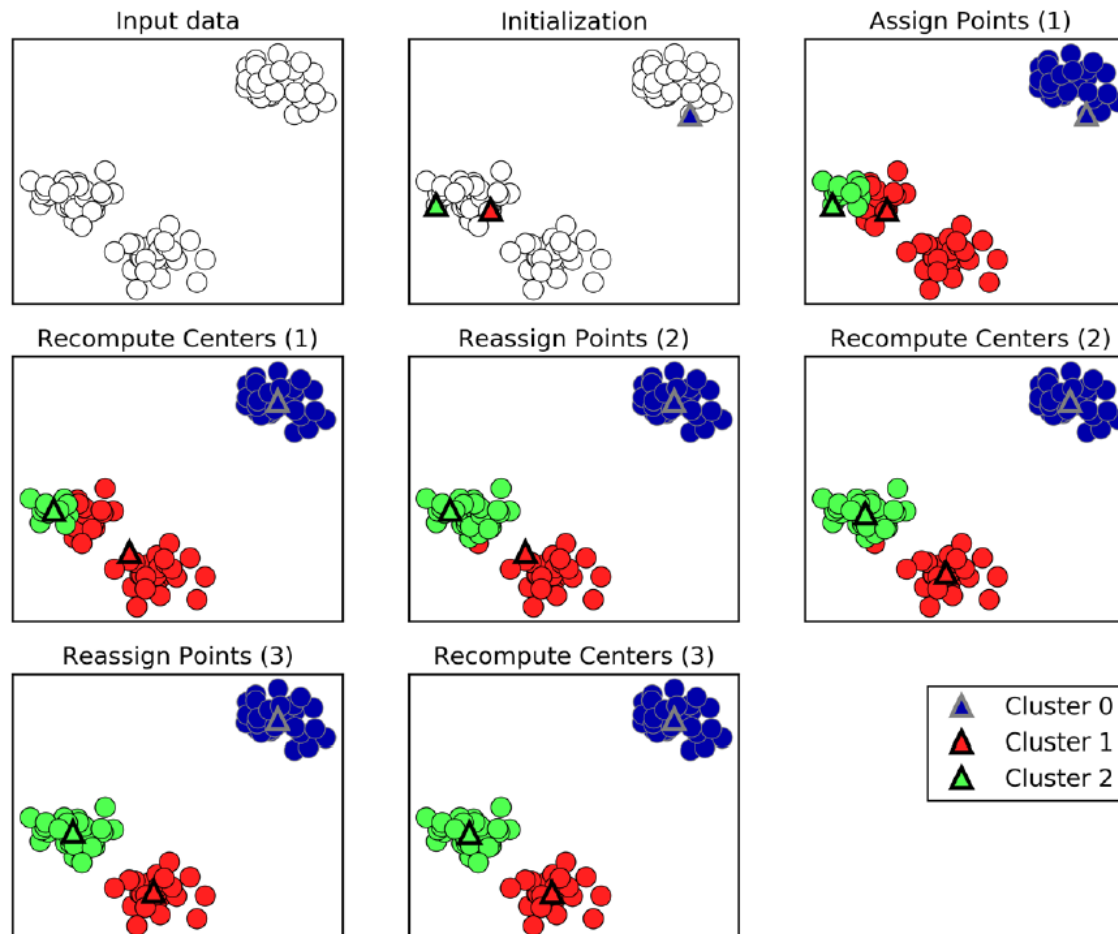 Input data
Initialization
Assign Points (1)
Recompute Centers (1)
Reassign Points (2)
Recompute Centers (2)
Reassign Points (3)
Recompute Centers (3)
Cluster 0
Cluster 1
Cluster 2